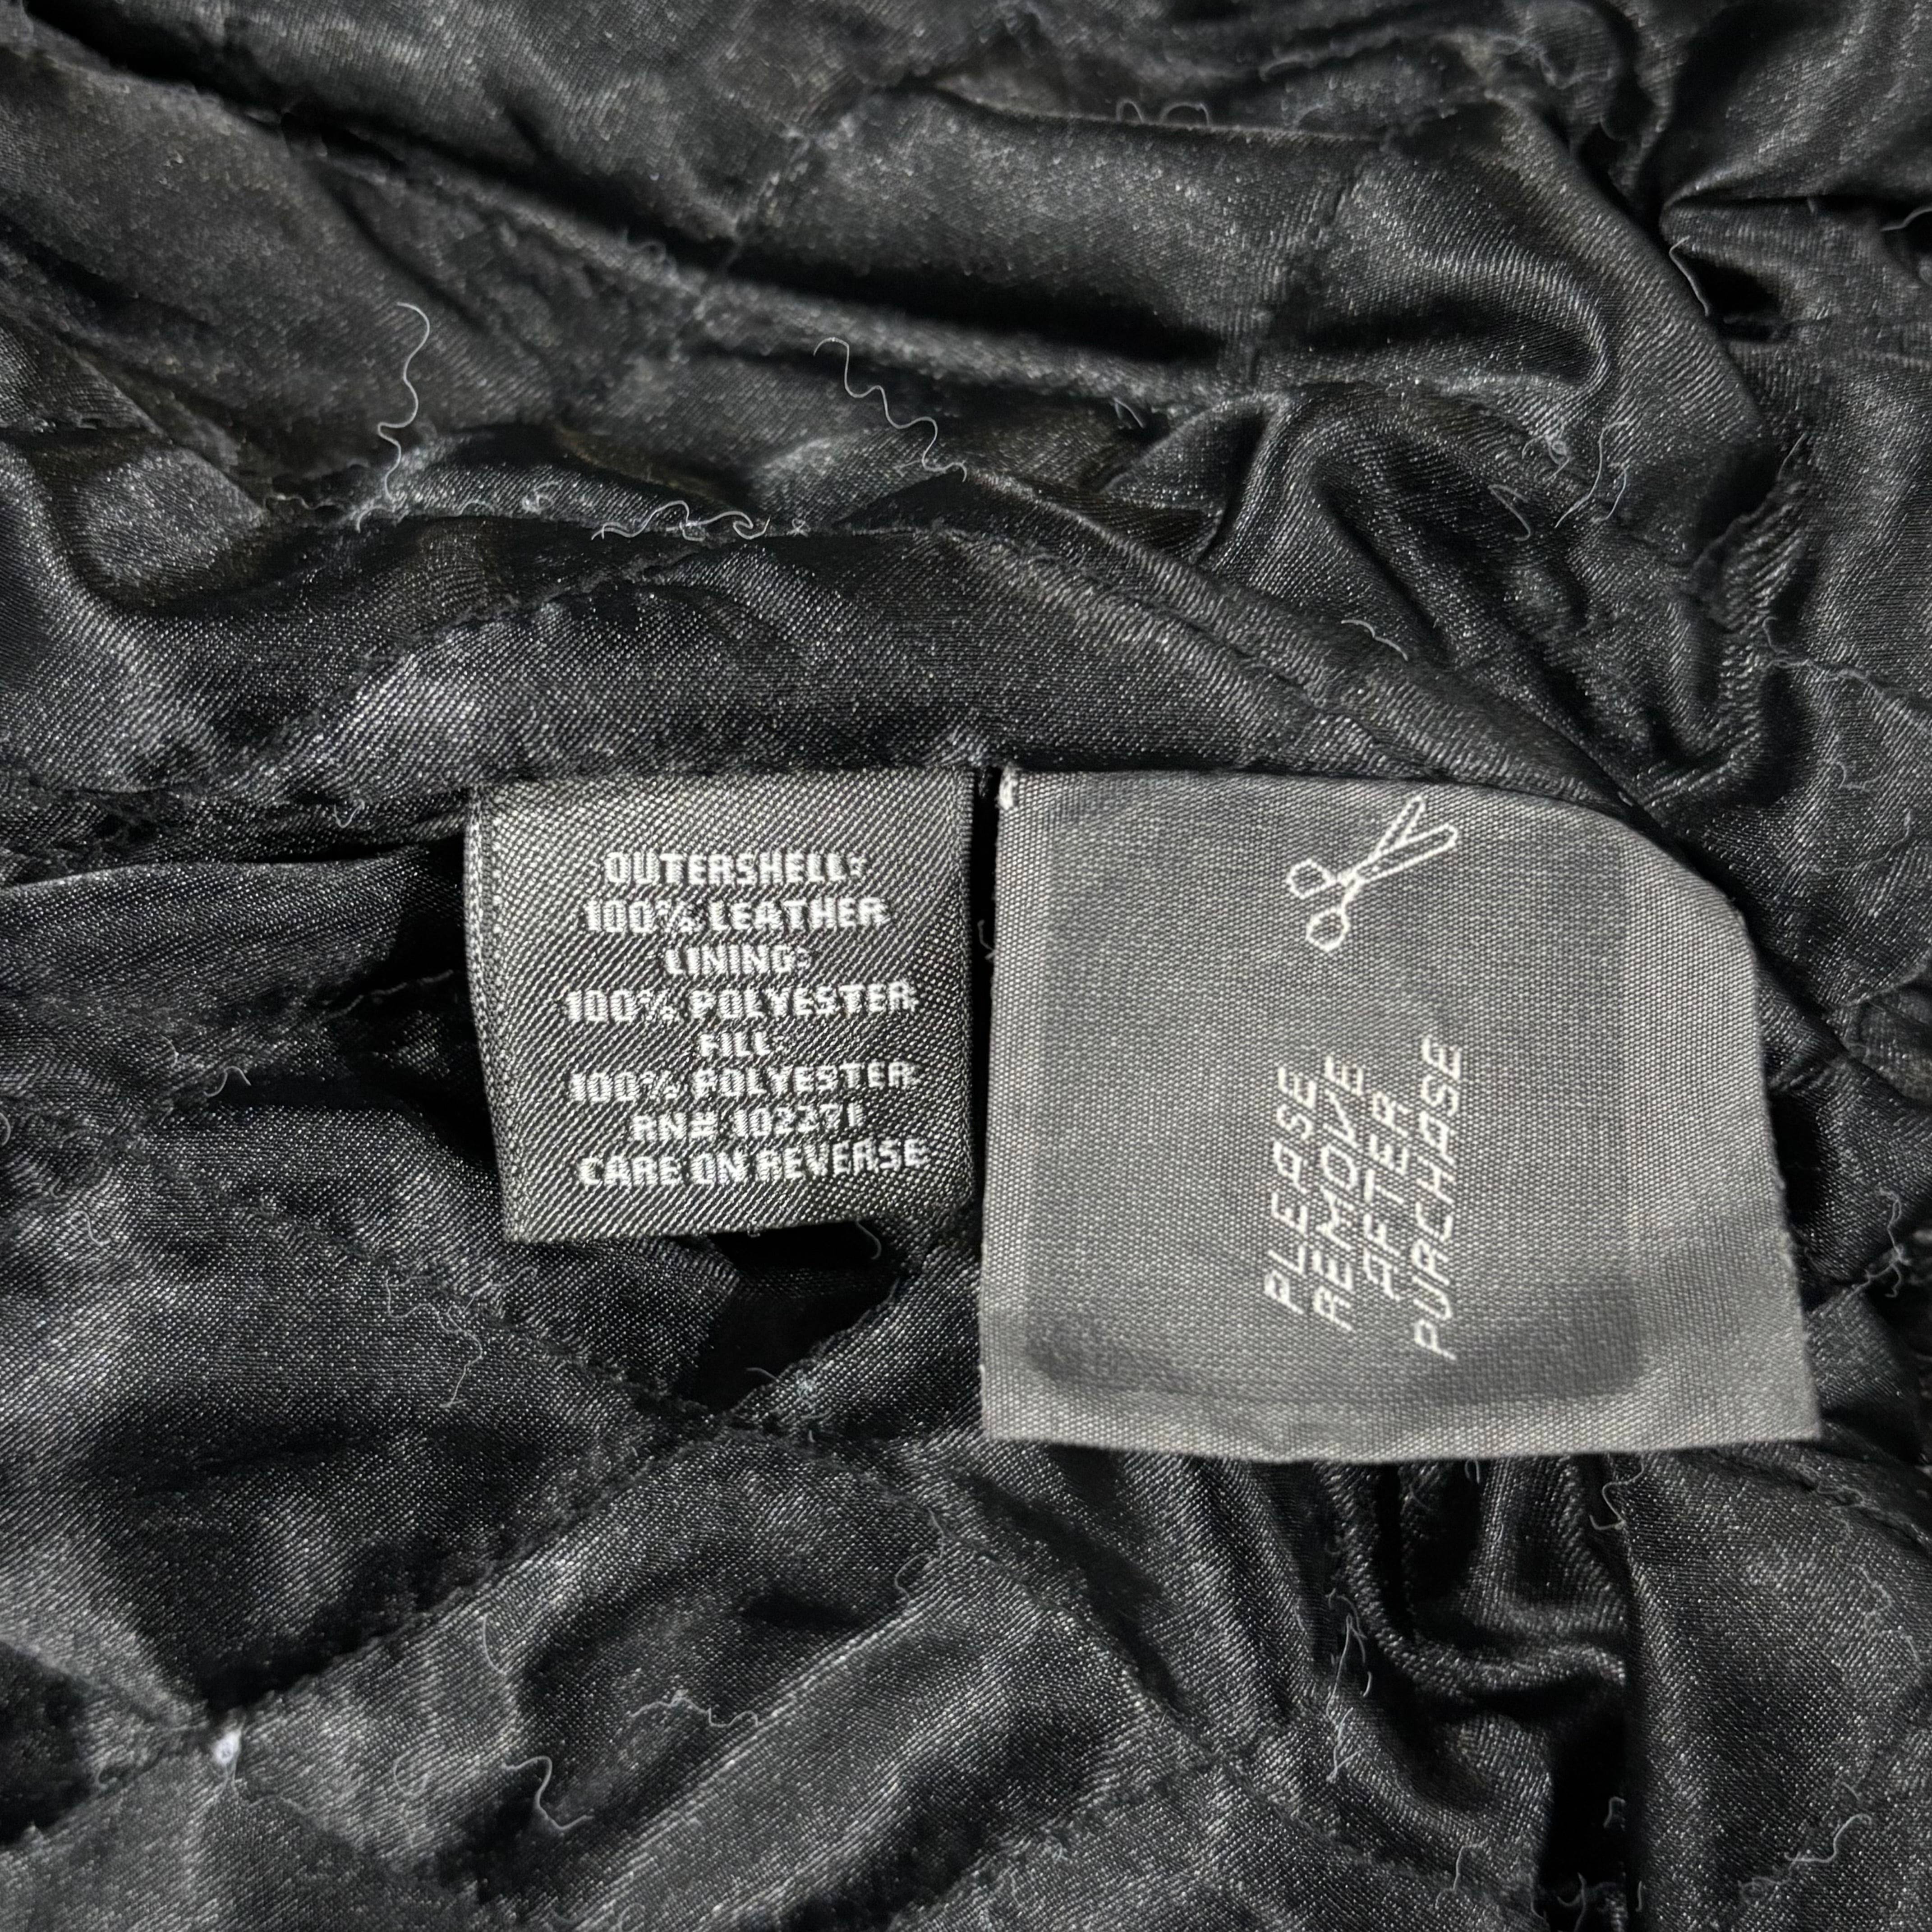 OUTERSHELL:
100% LEATHER
LINING:
100% POLYESTER
FILL:
100% POLYESTER
RN# 102271
CARE ON REVERSE
PLEASE
REMOVE
AFTER
PURCHASE